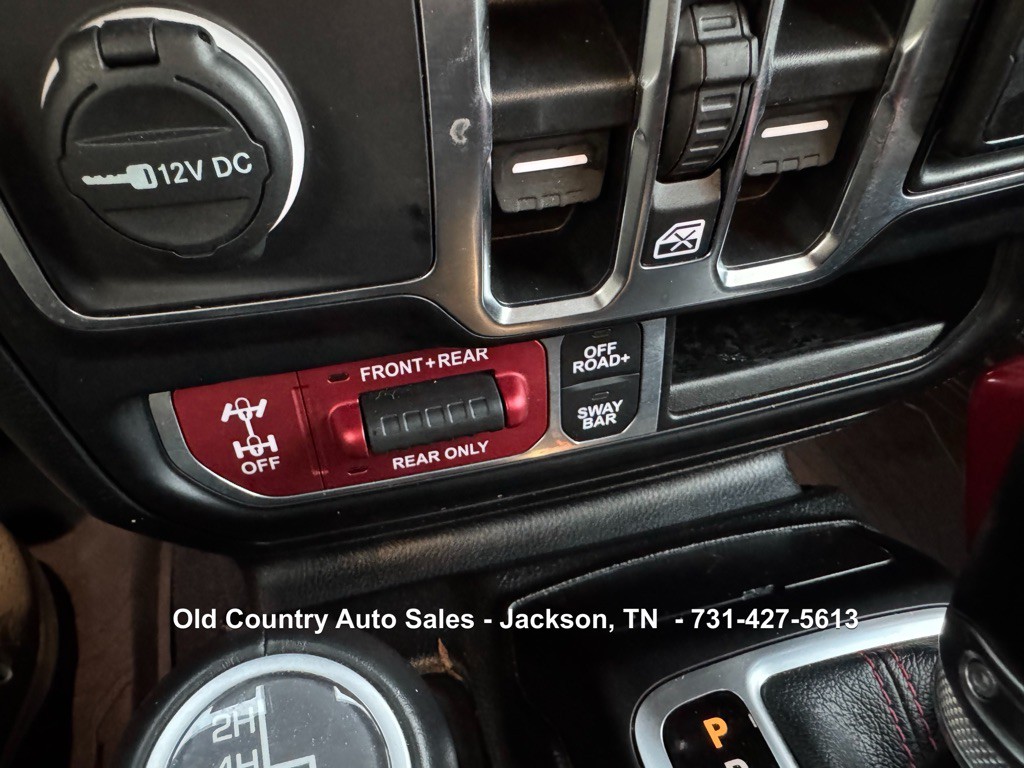 12V DC
FRONT+REAR
OFF
ROAD+
SWAY
BAR
OFF
REAR ONLY
Old Country Auto Sales - Jackson, TN - 731-427-5613
2H
4H
P